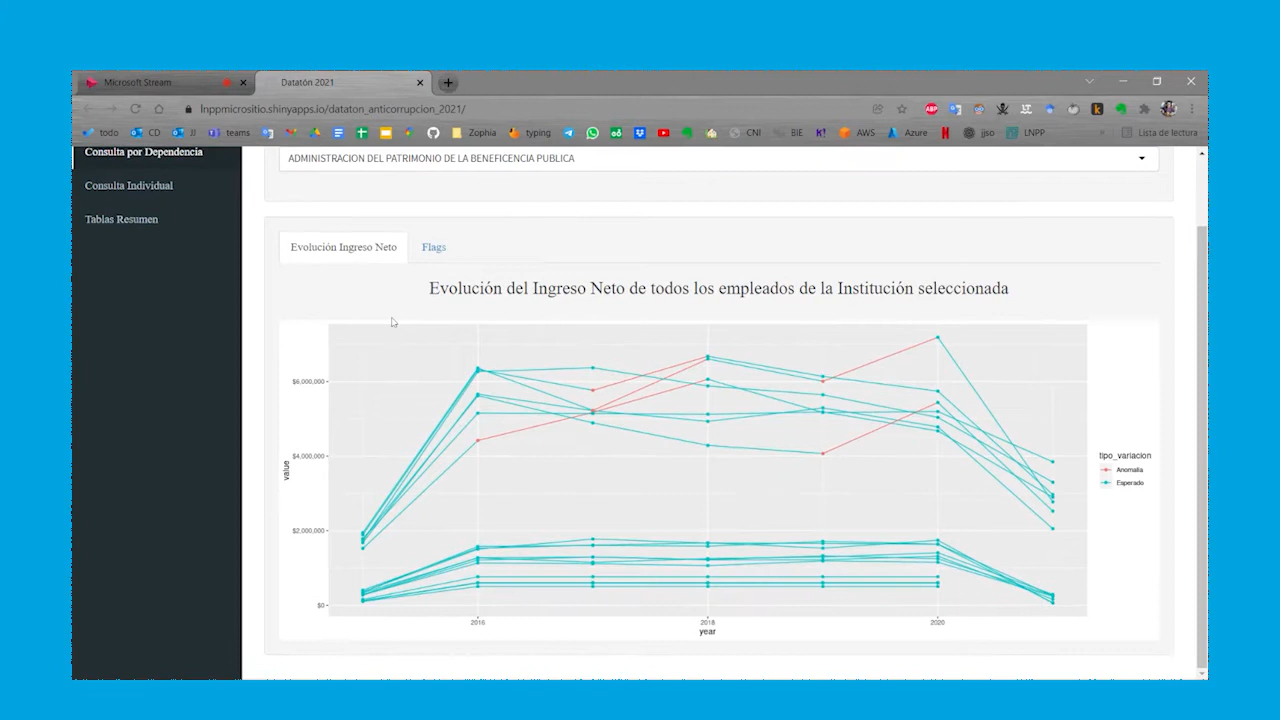 Microsoft Stream
Datatón 2021
lnppmicrositio.shinyapps.io/dataton_anticorrupcion_2021/
todo CD JJ teams Zophia typing CNI BIE AWS Azure jjso LNPP Lista de lectura
Consulta por Dependencia
ADMINISTRACION DEL PATRIMONIO DE LA BENEFICENCIA PUBLICA
Consulta Individual
Tablas Resumen
Evolución Ingreso Neto
Flags
Evolución del Ingreso Neto de todos los empleados de la Institución seleccionada
$6,000,000
$4,000,000
$2,000,000
$0
value
2016
2018
2020
year
tipo_variacion
Anomalia
Esperado